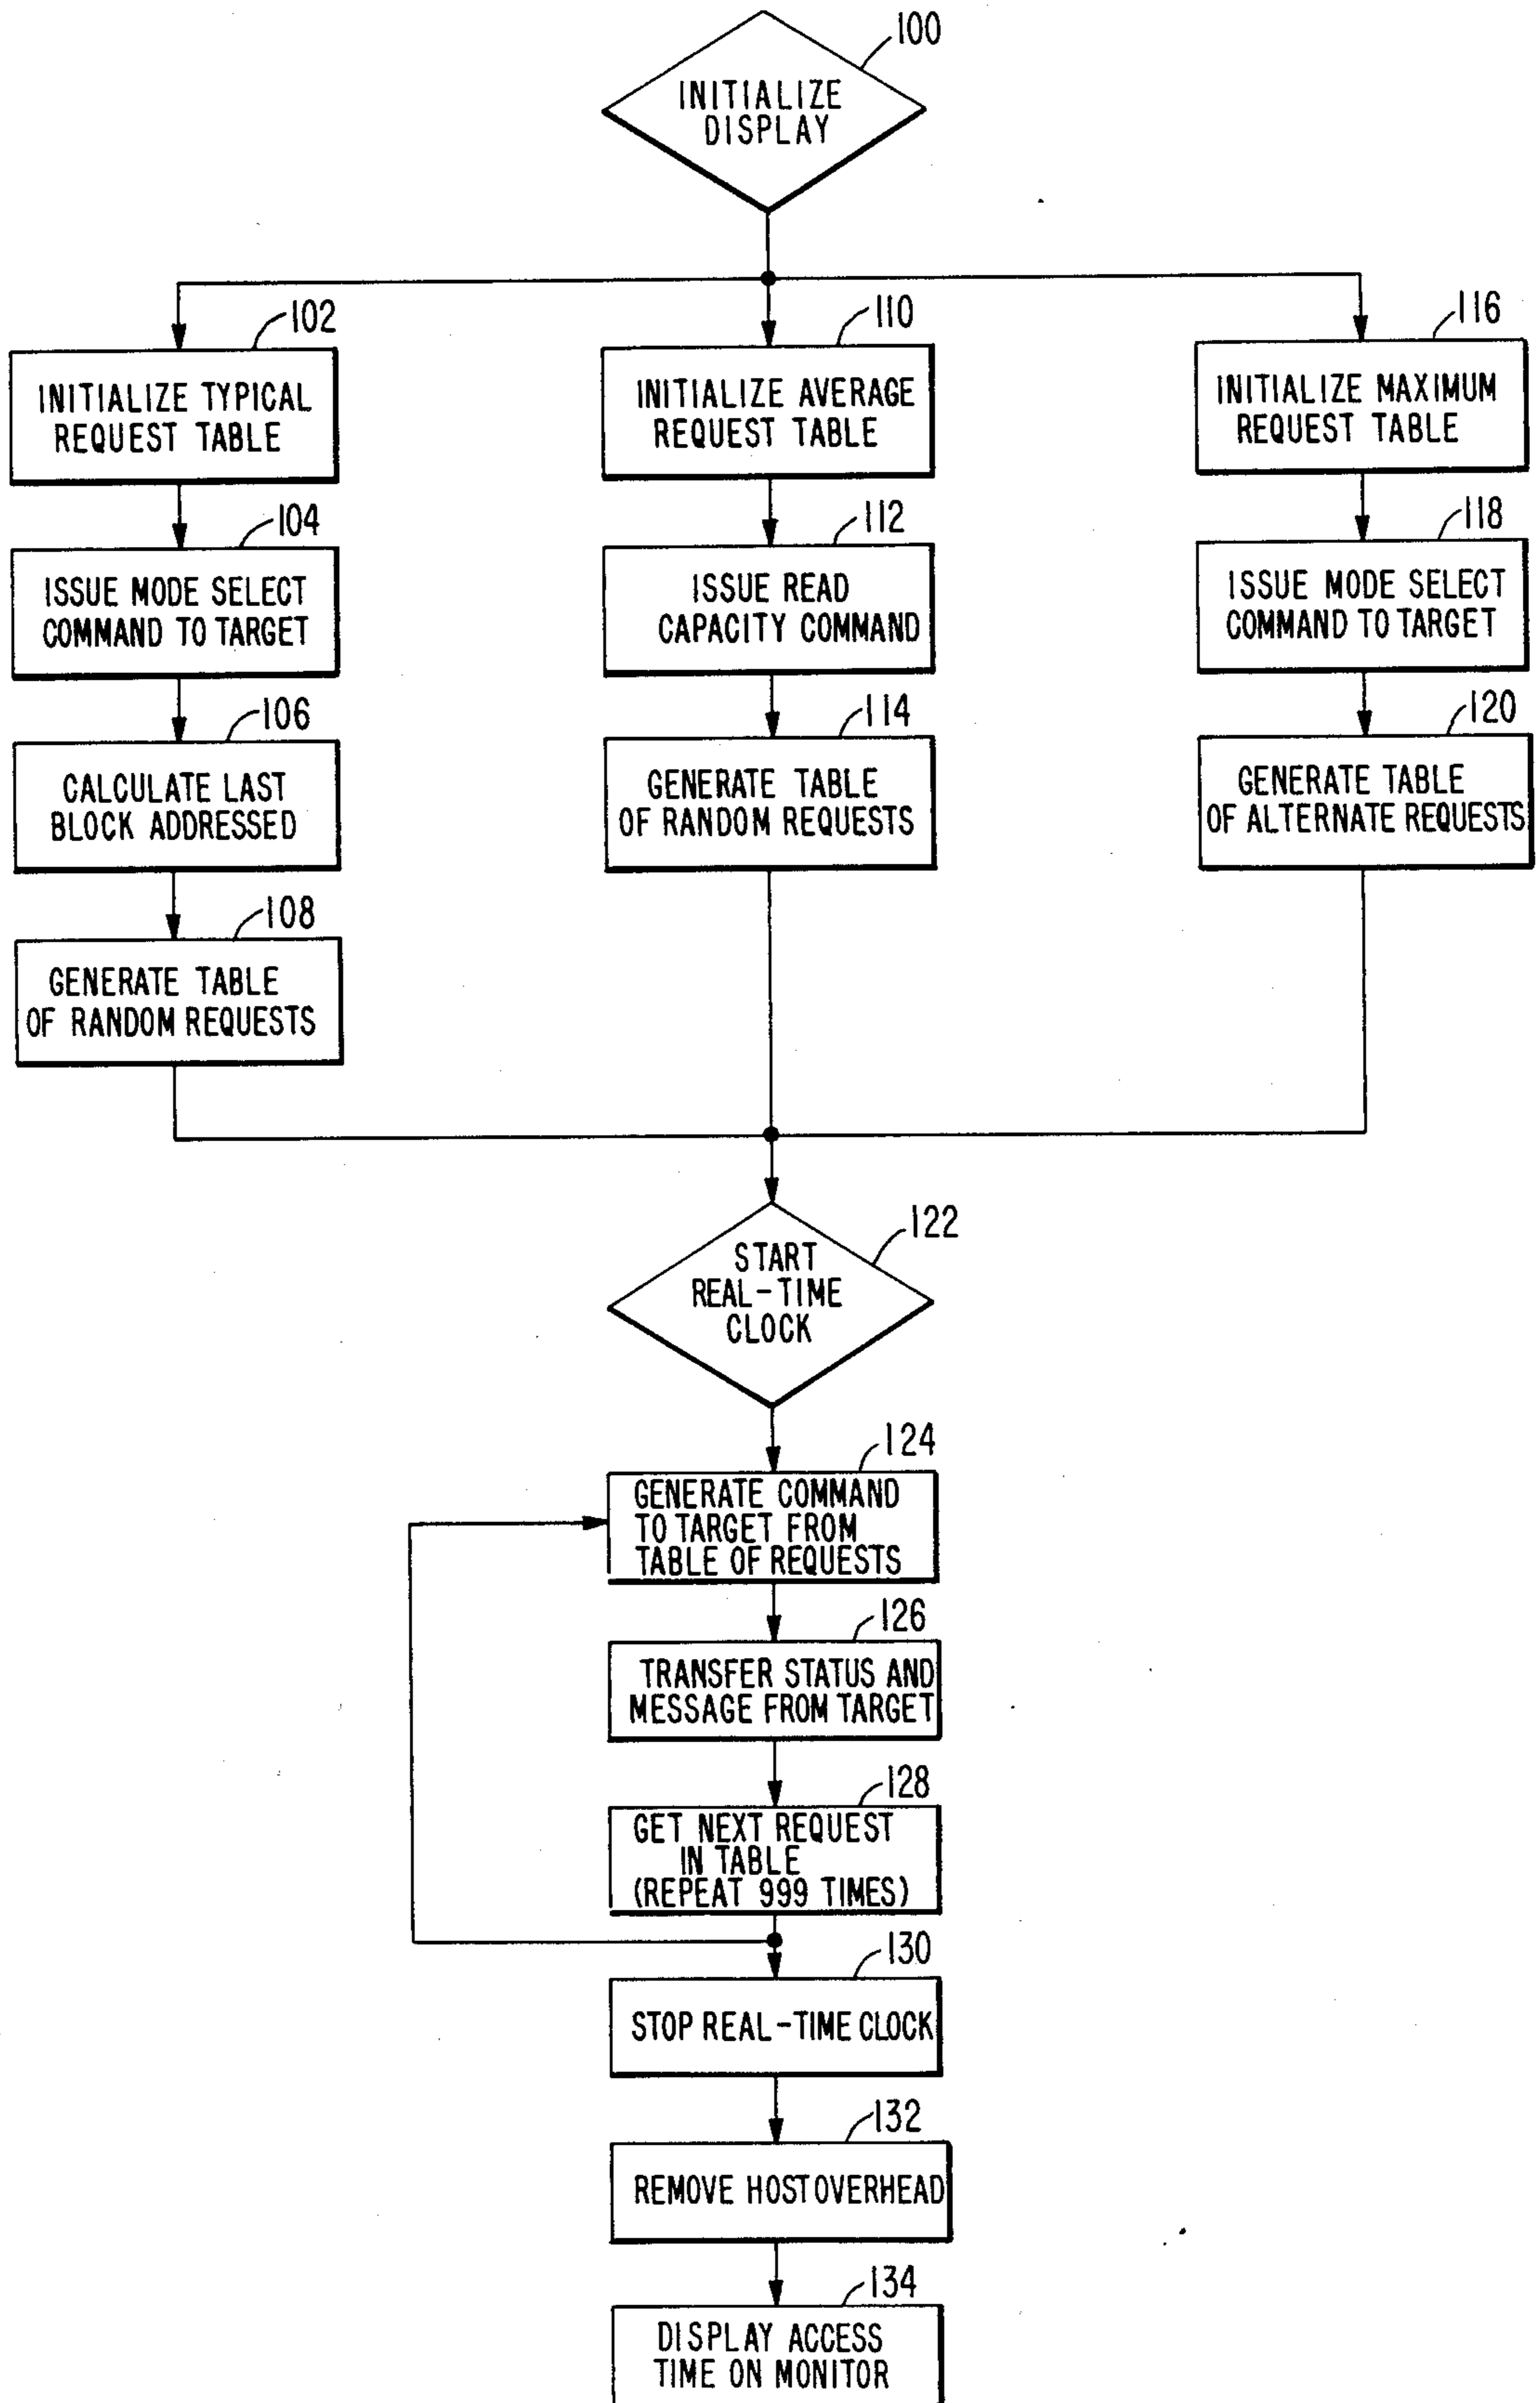 100
INITIALIZE
DISPLAY
102
INITIALIZE TYPICAL
REQUEST TABLE
104
ISSUE MODE SELECT
COMMAND TO TARGET
106
CALCULATE LAST
BLOCK ADDRESSED
108
GENERATE TABLE
OF RANDOM REQUESTS
110
INITIALIZE AVERAGE
REQUEST TABLE
112
ISSUE READ
CAPACITY COMMAND
114
GENERATE TABLE
OF RANDOM REQUESTS
116
INITIALIZE MAXIMUM
REQUEST TABLE
118
ISSUE MODE SELECT
COMMAND TO TARGET
120
GENERATE TABLE
OF ALTERNATE REQUESTS
122
START
REAL-TIME
CLOCK
124
GENERATE COMMAND
TO TARGET FROM
TABLE OF REQUESTS
126
TRANSFER STATUS AND
MESSAGE FROM TARGET
128
GET NEXT REQUEST
IN TABLE
(REPEAT 999 TIMES)
130
STOP REAL-TIME CLOCK
132
REMOVE HOST OVERHEAD
134
DISPLAY ACCESS
TIME ON MONITOR